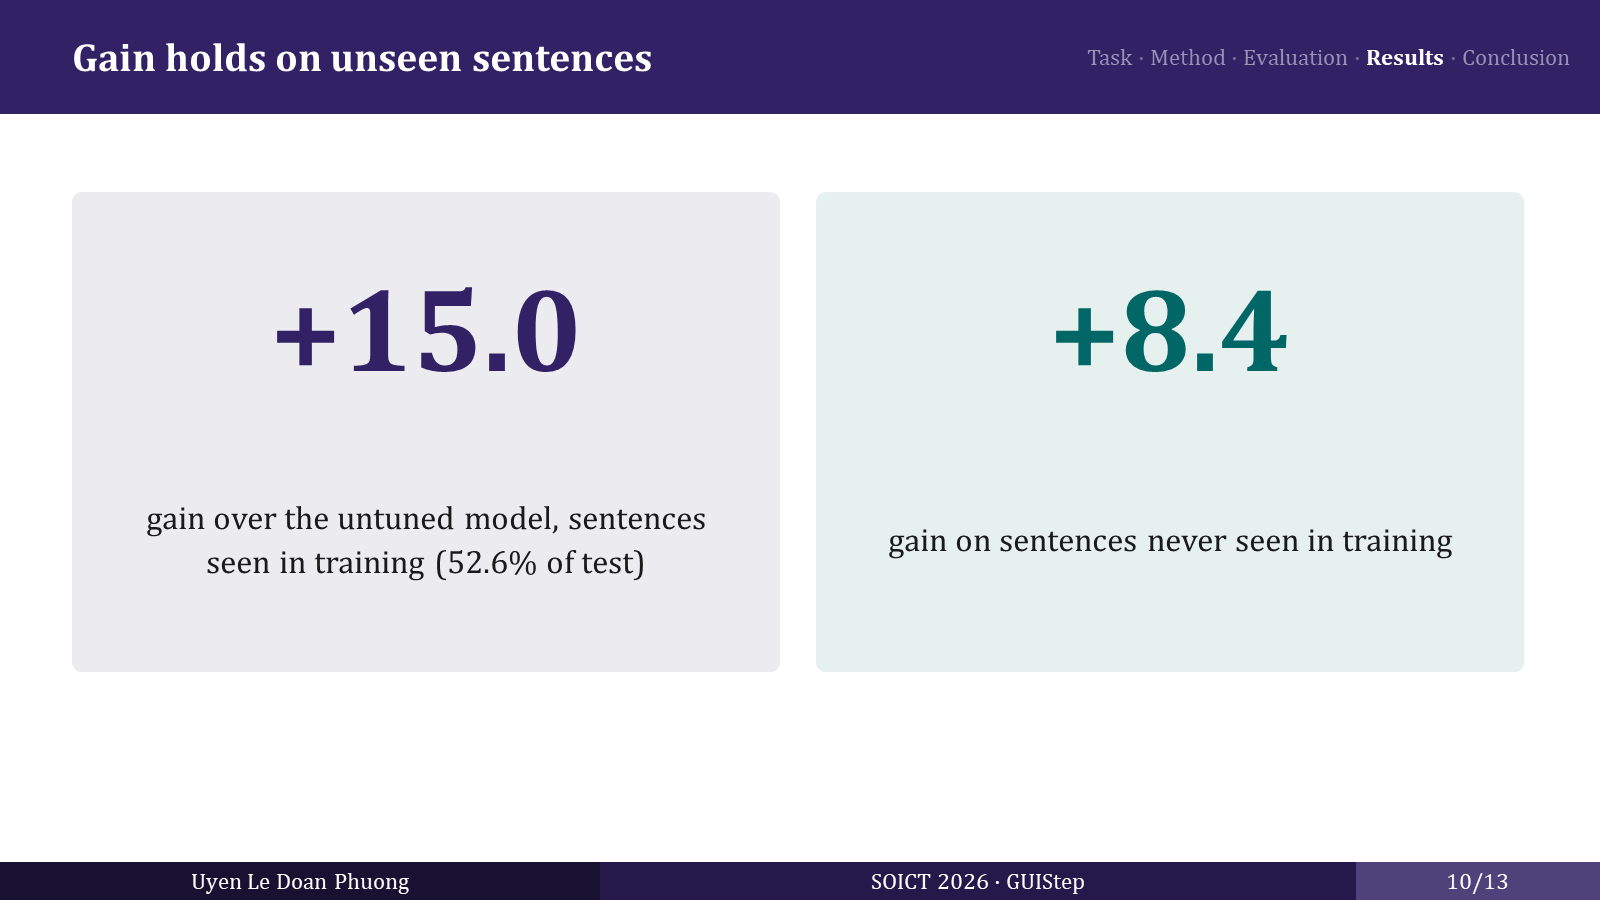 Gain holds on unseen sentences
Task · Method · Evaluation · Results · Conclusion
+15.0
gain over the untuned model, sentences
seen in training (52.6% of test)
+8.4
gain on sentences never seen in training
Uyen Le Doan Phuong
SOICT 2026 · GUIStep
10/13